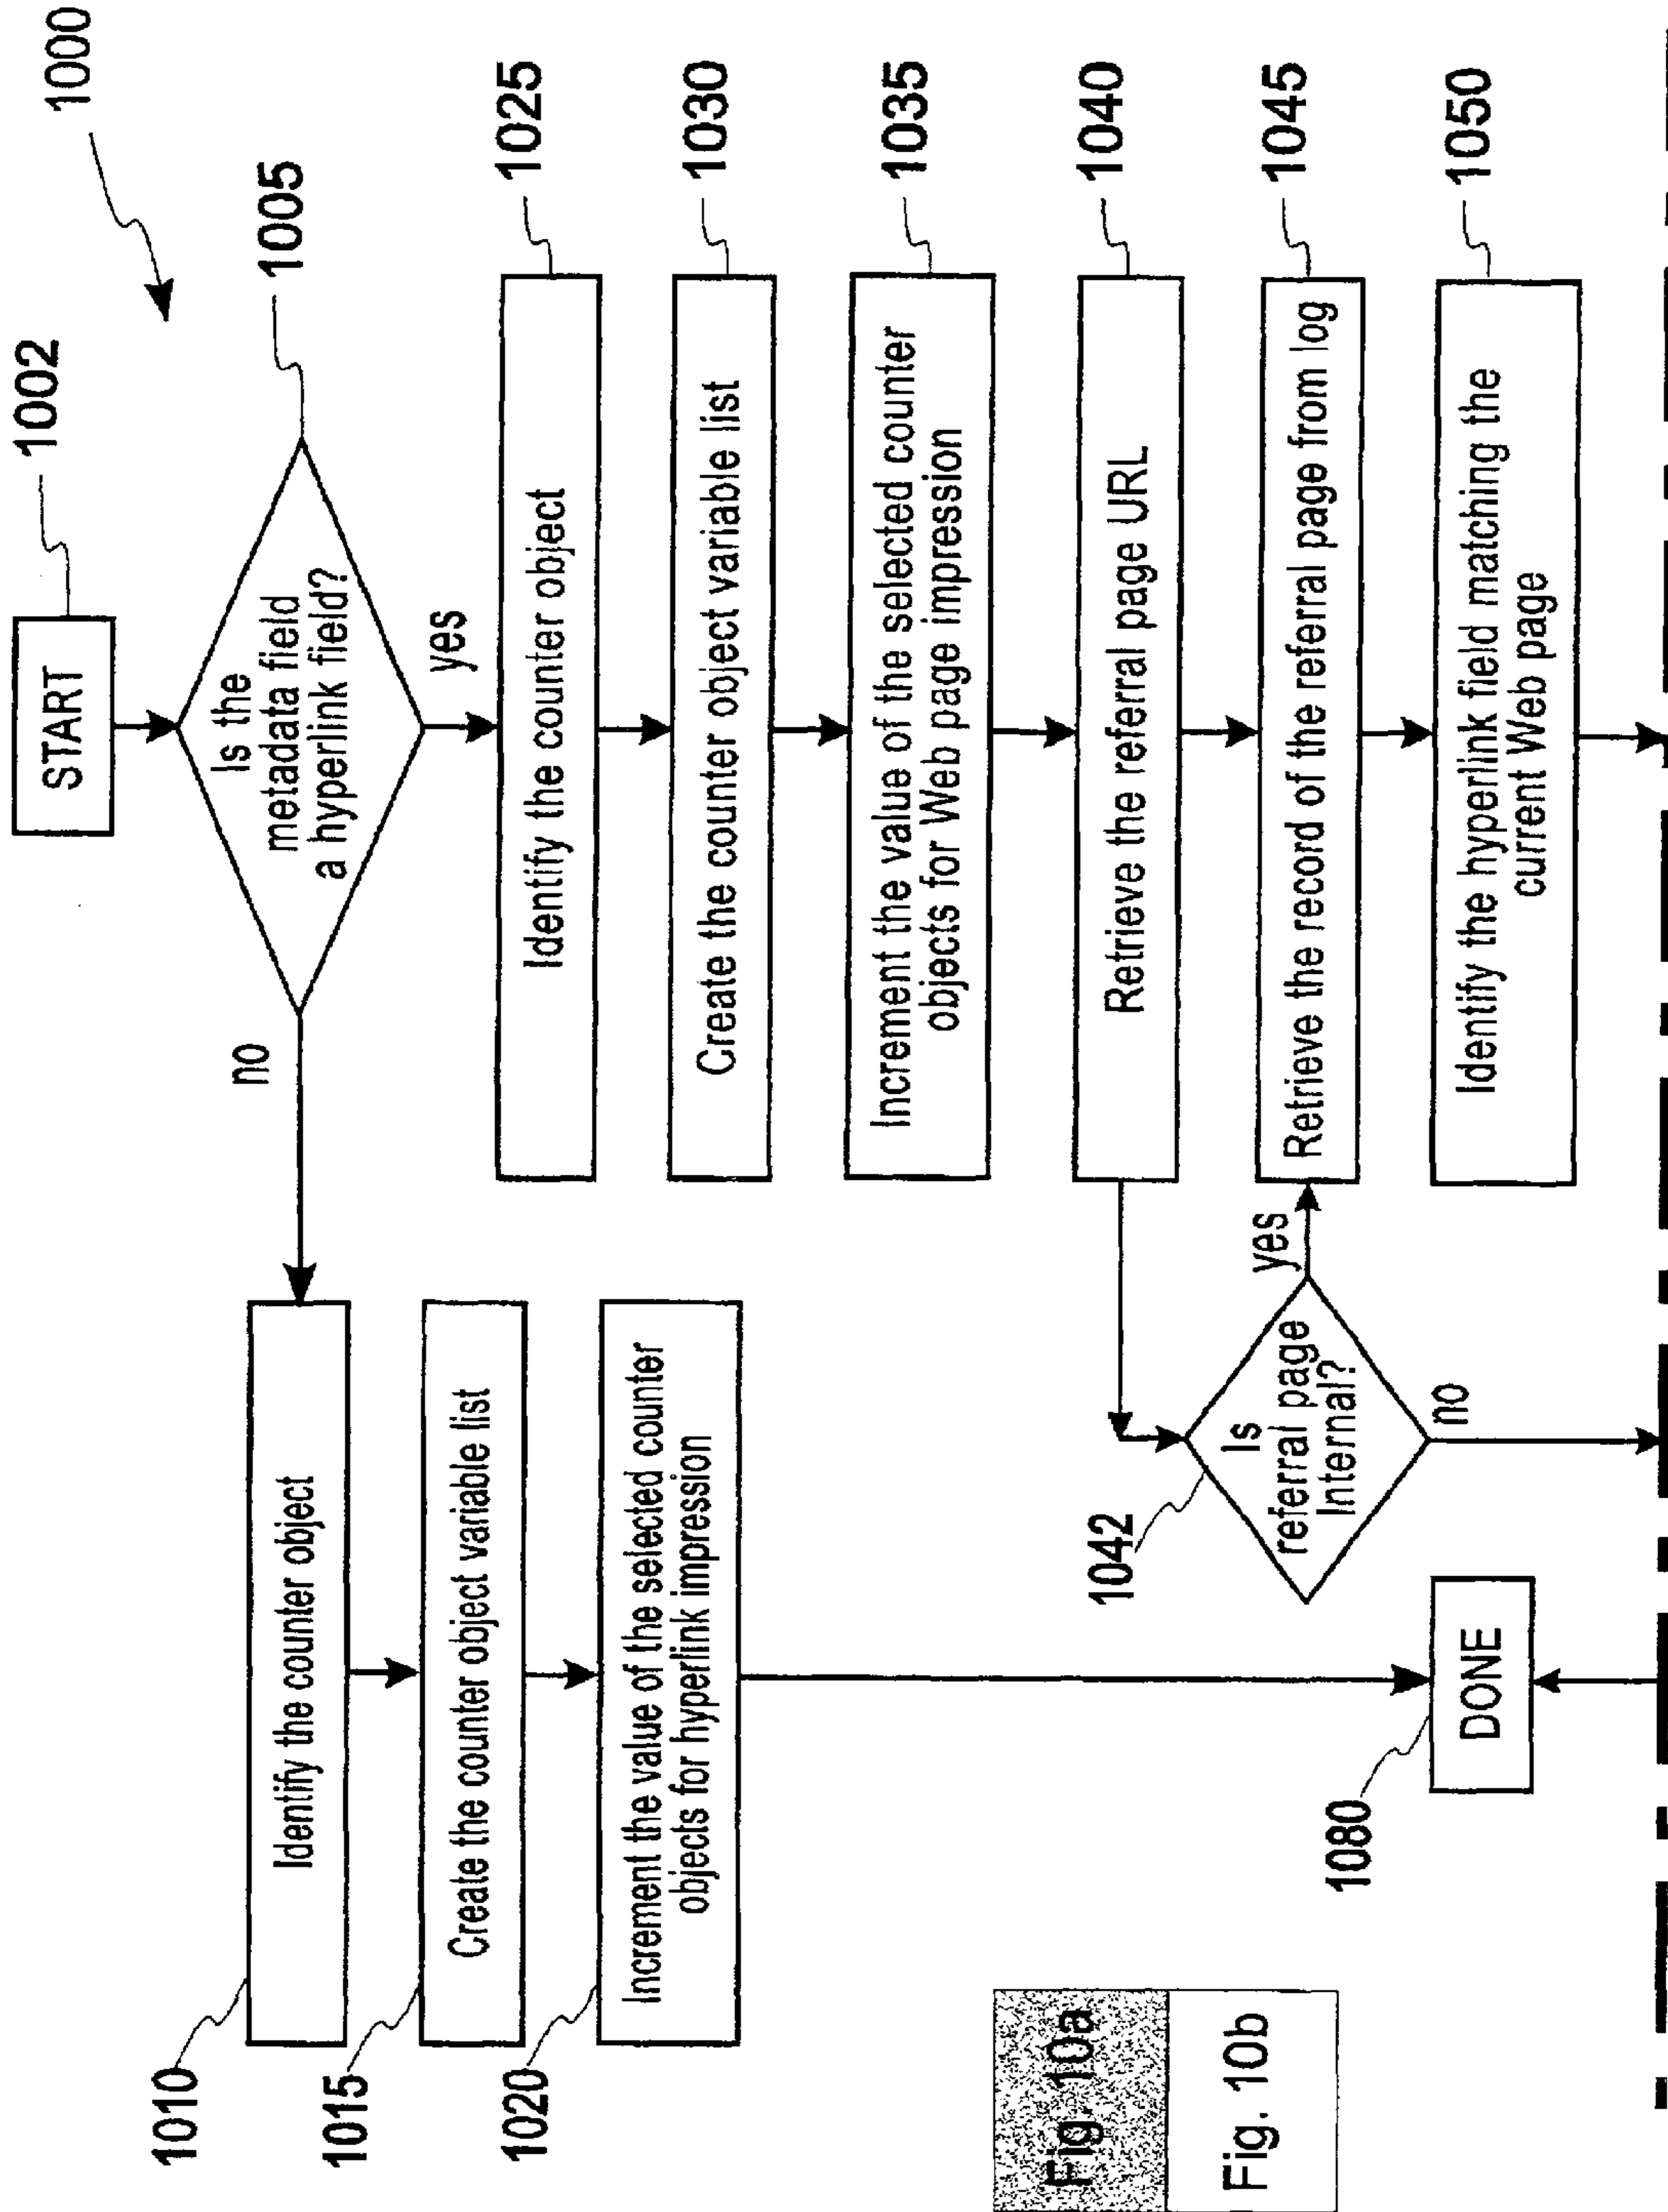 1000
START
1002
Is the
metadata field
a hyperlink field?
1005
no
yes
Identify the counter object
1010
Create the counter object variable list
1015
Increment the value of the selected counter
objects for hyperlink impression
1020
Identify the counter object
1025
Create the counter object variable list
1030
Increment the value of the selected counter
objects for Web page impression
1035
Retrieve the referral page URL
1040
Is
referral page
Internal?
1042
yes
no
Retrieve the record of the referral page from log
1045
Identify the hyperlink field matching the
current Web page
1050
DONE
1080
Fig. 10a
Fig. 10b